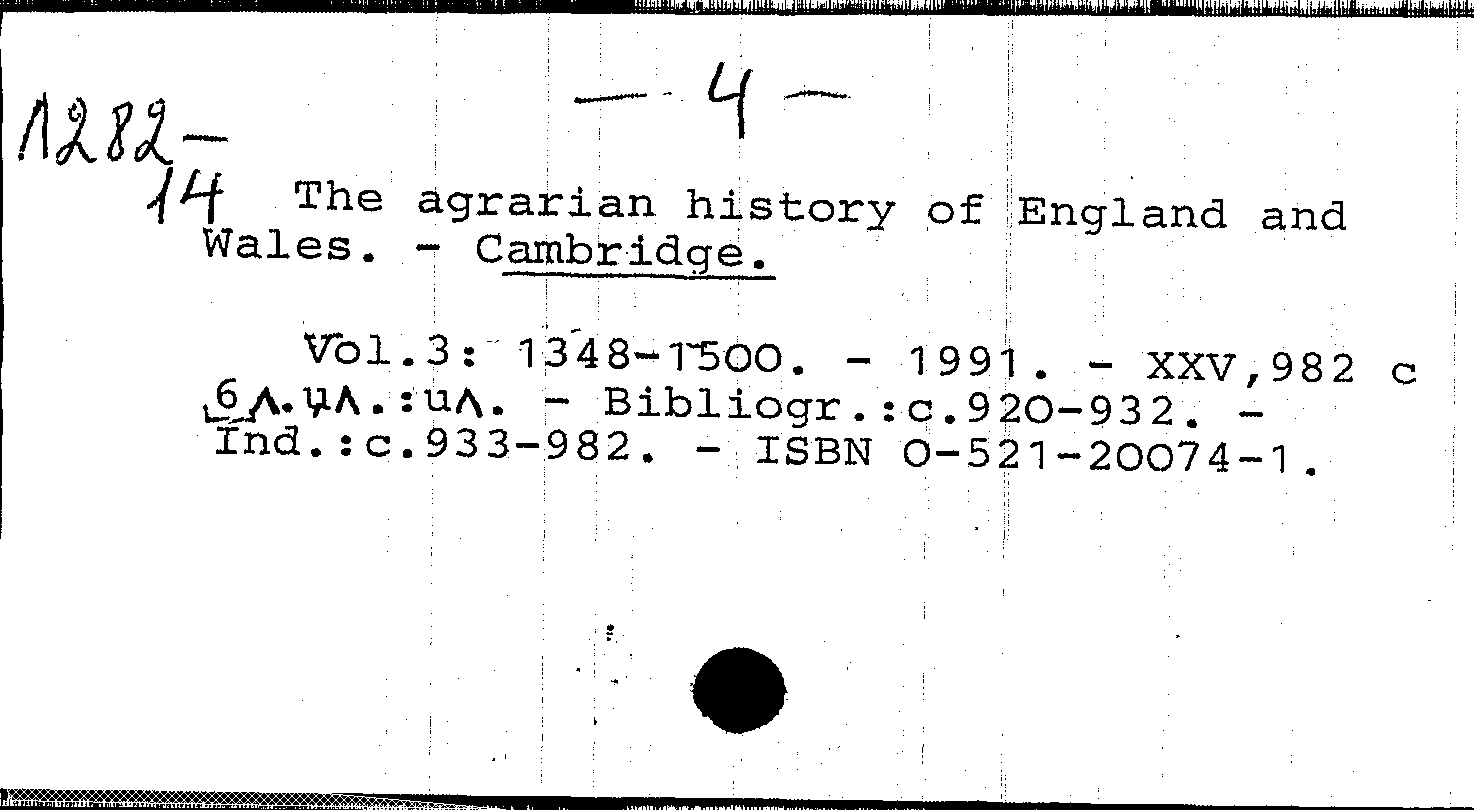 — 4 —
1282—
14 The agrarian history of England and
Wales. - Cambridge.
Vol.3: 1348-1500. - 1991. - XXV,982 c
6 л.ил.:ил. - Bibliogr.:c.920-932. -
Ind.:c.933-982. - ISBN 0-521-20074-1.